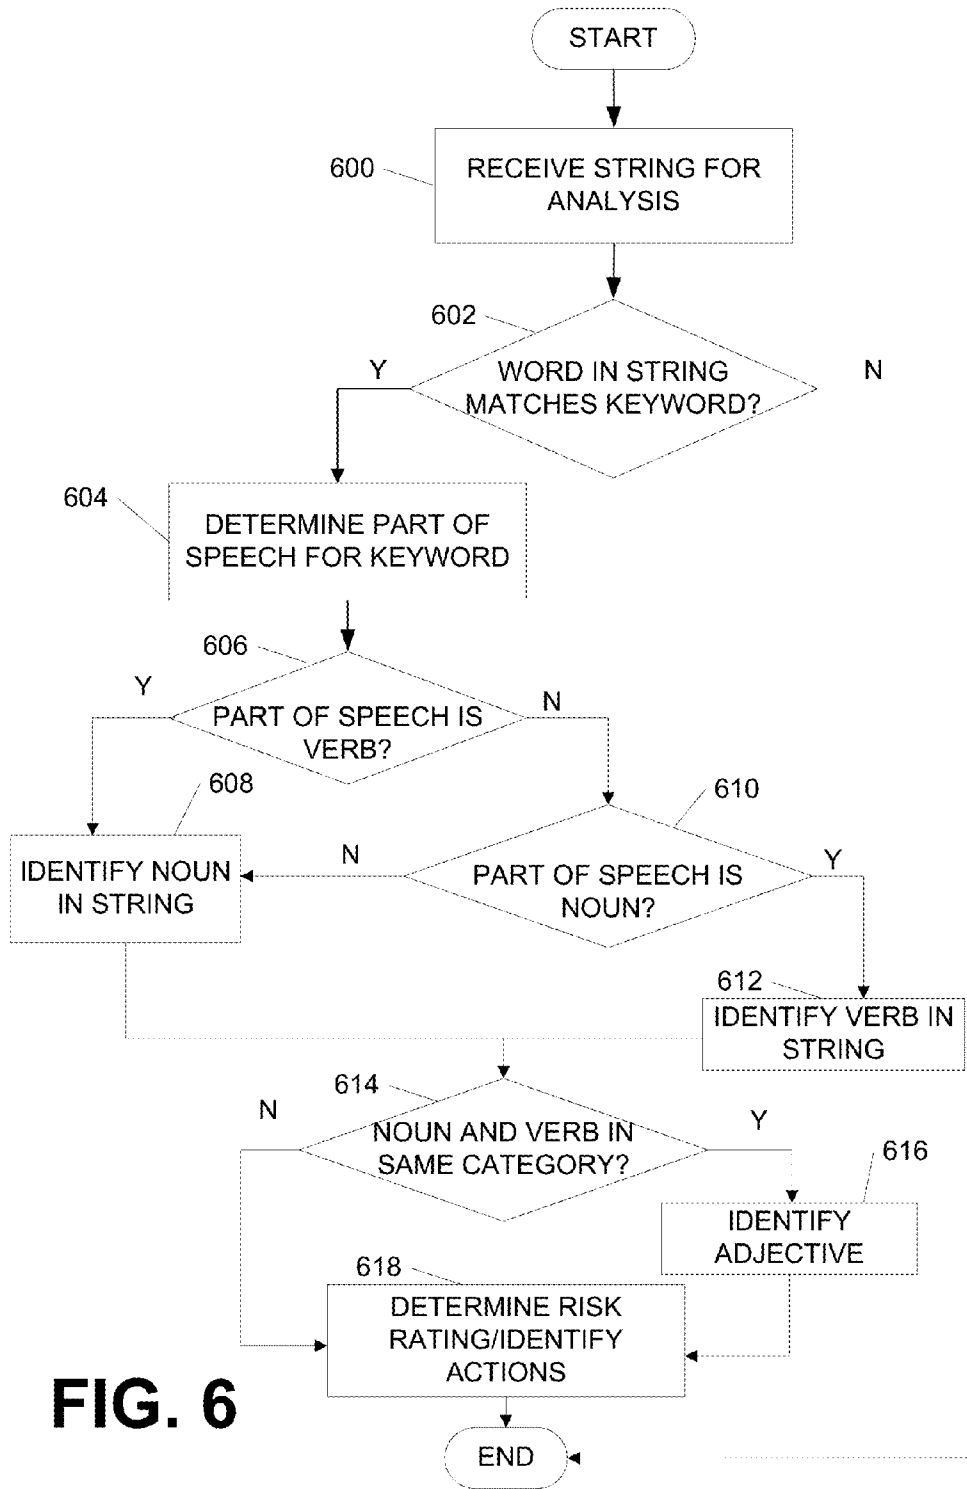 START
600
RECEIVE STRING FOR
ANALYSIS
602
Y
N
WORD IN STRING
MATCHES KEYWORD?
604
DETERMINE PART OF
SPEECH FOR KEYWORD
606
Y
N
PART OF SPEECH IS
VERB?
608
610
IDENTIFY NOUN
IN STRING
N
Y
PART OF SPEECH IS
NOUN?
612
IDENTIFY VERB IN
STRING
614
N
Y
NOUN AND VERB IN
SAME CATEGORY?
616
IDENTIFY
ADJECTIVE
618
DETERMINE RISK
RATING/IDENTIFY
ACTIONS
FIG. 6
END